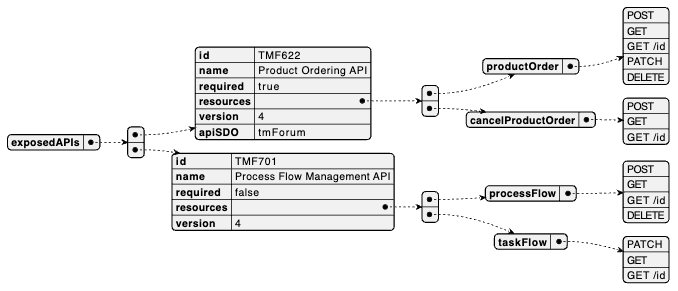 exposedAPIs
id TMF622
name Product Ordering API
required true
resources
version 4
apiSDO tmForum
productOrder
POST
GET
GET /id
PATCH
DELETE
cancelProductOrder
POST
GET
GET /id
id TMF701
name Process Flow Management API
required false
resources
version 4
processFlow
POST
GET
GET /id
DELETE
taskFlow
PATCH
GET
GET /id